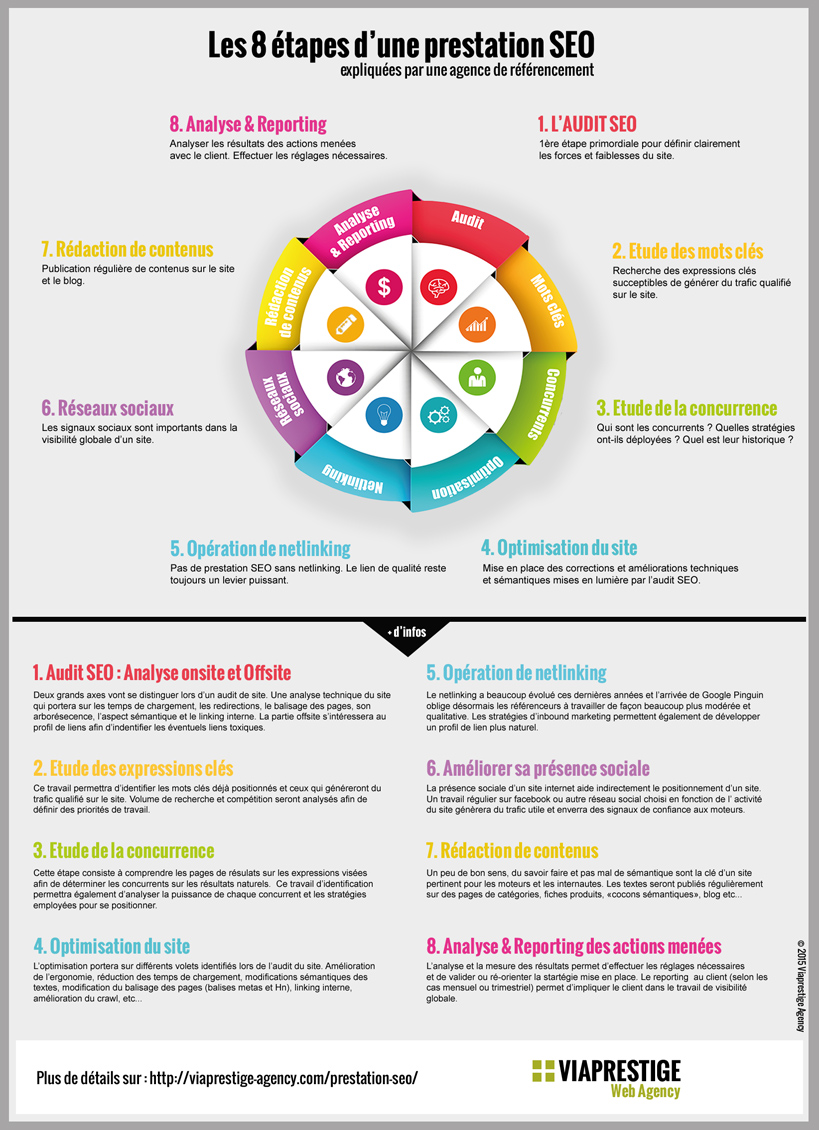 Les 8 étapes d'une prestation SEO
expliquées par une agence de référencement
8. Analyse & Reporting
Analyser les résultats des actions menées
avec le client. Effectuer les réglages nécessaires.
1. L'AUDIT SEO
1ère étape primordiale pour définir clairement
les forces et faiblesses du site.
7. Rédaction de contenus
Publication régulière de contenus sur le site
et le blog.
2. Etude des mots clés
Recherche des expressions clés
succeptibles de générer du trafic qualifié
sur le site.
Analyse
& Reporting
Audit
Mots clés
Concurrents
Optimisation
Netlinking
Réseaux
sociaux
Rédaction
de contenus
$
6. Réseaux sociaux
Les signaux sociaux sont importants dans la
visibilité globale d'un site.
3. Etude de la concurrence
Qui sont les concurrents ? Quelles stratégies
ont-ils déployées ? Quel est leur historique ?
5. Opération de netlinking
Pas de prestation SEO sans netlinking. Le lien de qualité reste
toujours un levier puissant.
4. Optimisation du site
Mise en place des corrections et améliorations techniques
et sémantiques mises en lumière par l'audit SEO.
+ d'infos
1. Audit SEO : Analyse onsite et Offsite
Deux grands axes vont se distinguer lors d'un audit de site. Une analyse technique du site
qui portera sur les temps de chargement, les redirections, le balisage des pages, son
arborésecence, l'aspect sémantique et le linking interne. La partie offsite s'intéressera au
profil de liens afin d'indentifier les éventuels liens toxiques.
2. Etude des expressions clés
Ce travail permettra d'identifier les mots clés déjà positionnés et ceux qui généreront du
trafic qualifié sur le site. Volume de recherche et compétition seront analysés afin de
définir des priorités de travail.
3. Etude de la concurrence
Cette étape consiste à comprendre les pages de résulats sur les expressions visées
afin de déterminer les concurrents sur les résultats naturels. Ce travail d'identification
permettra également d'analyser la puissance de chaque concurrent et les stratégies
employées pour se positionner.
4. Optimisation du site
L'optimisation portera sur différents volets identifiés lors de l'audit du site. Amélioration
de l'ergonomie, réduction des temps de chargement, modifications sémantiques des
textes, modification du balisage des pages (balises metas et Hn), linking interne,
amélioration du crawl, etc...
5. Opération de netlinking
Le netlinking a beaucoup évolué ces dernières années et l'arrivée de Google Pinguin
oblige désormais les référenceurs à travailler de façon beaucoup plus modérée et
qualitative. Les stratégies d'inbound marketing permettent également de développer
un profil de lien plus naturel.
6. Améliorer sa présence sociale
La présence sociale d'un site internet aide indirectement le positionnement d'un site.
Un travail régulier sur facebook ou autre réseau social choisi en fonction de l' activité
du site génèrera du trafic utile et enverra des signaux de confiance aux moteurs.
7. Rédaction de contenus
Un peu de bon sens, du savoir faire et pas mal de sémantique sont la clé d'un site
pertinent pour les moteurs et les internautes. Les textes seront publiés régulièrement
sur des pages de catégories, fiches produits, «cocons sémantiques», blog etc...
8. Analyse & Reporting des actions menées
L'analyse et la mesure des résultats permet d'effectuer les réglages nécessaires
et de valider ou ré-orienter la startégie mise en place. Le reporting au client (selon les
cas mensuel ou trimestriel) permet d'impliquer le client dans le travail de visibilité
globale.
© 2015 Viaprestige Agency
Plus de détails sur : http://viaprestige-agency.com/prestation-seo/
VIAPRESTIGE
Web Agency